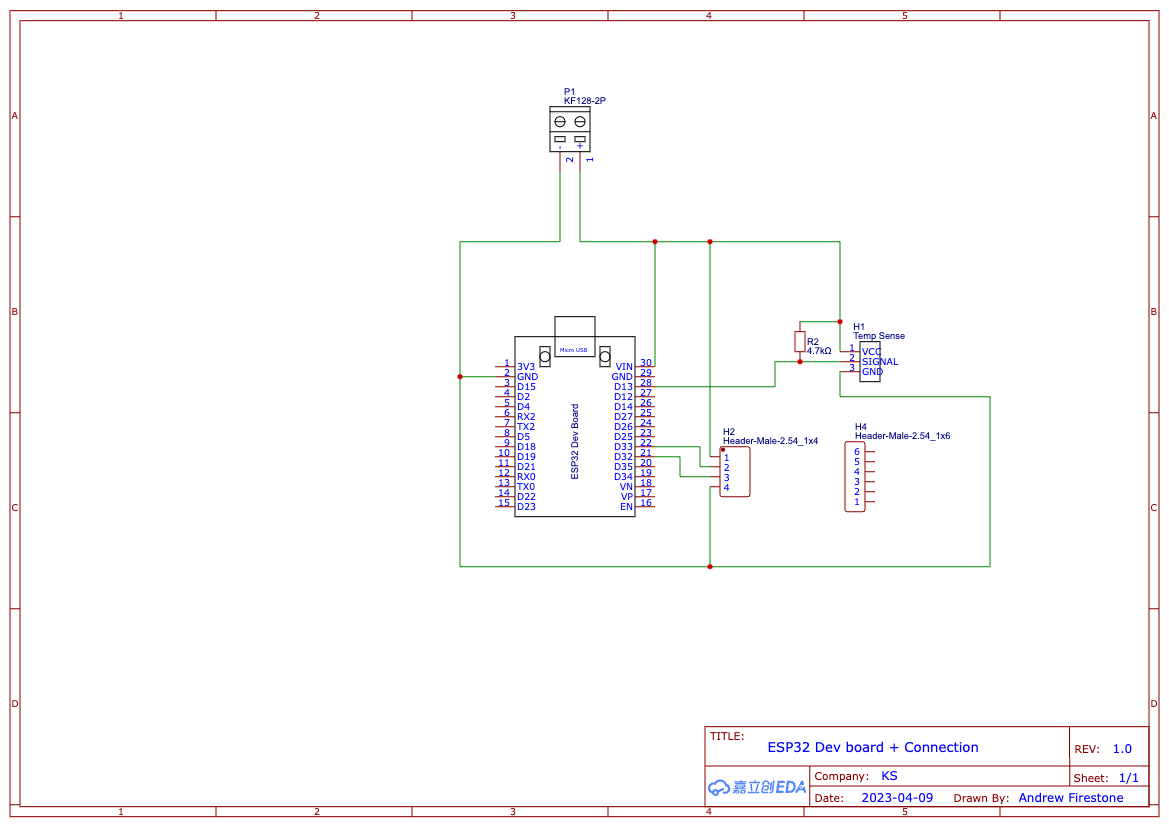 1 2 3 4 5
A A
P1
KF128-2P
- +
2 1
B B
H1
Temp Sense
R2
4.7kΩ
1 VCC
2 SIGNAL
3 GND
Micro USB
ESP32 Dev Board
1 3V3 VIN 30
2 GND GND 29
3 D15 D13 28
4 D2 D12 27
5 D4 D14 26
6 RX2 D27 25
7 TX2 D26 24
8 D5 D25 23
9 D18 D33 22
10 D19 D32 21
11 D21 D35 20
12 RX0 D34 19
13 TX0 VN 18
14 D22 VP 17
15 D23 EN 16
H2
Header-Male-2.54_1x4
1
2
3
4
H4
Header-Male-2.54_1x6
6
5
4
3
2
1
C C
D D
TITLE:
ESP32 Dev board + Connection
REV: 1.0
嘉立创EDA
Company: KS
Sheet: 1/1
Date: 2023-04-09 Drawn By: Andrew Firestone
1 2 3 4 5